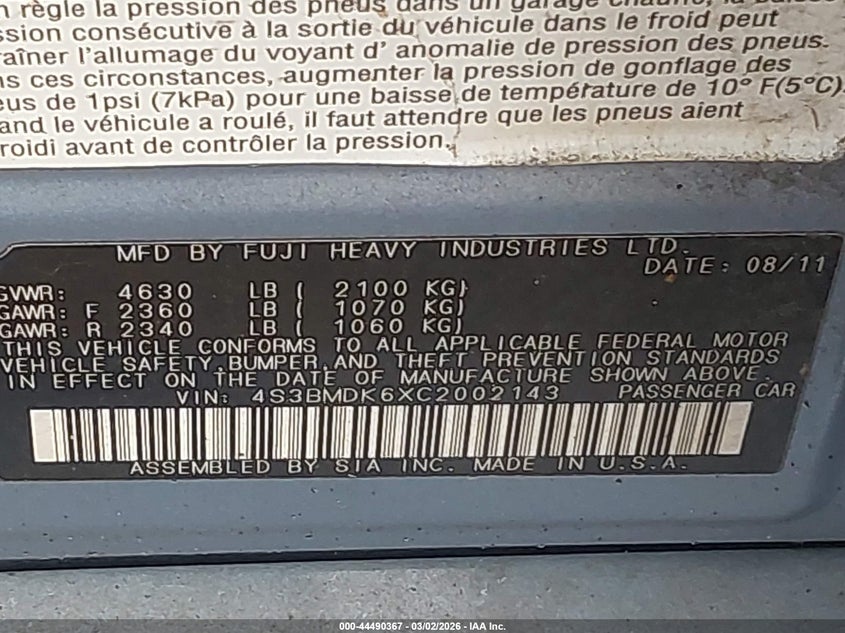 règle la pression des pneus dans un garage
ssion consécutive à la sortie du véhicule dans le froid peut
raîner l'allumage du voyant d' anomalie de pression des pneus.
ns ces circonstances, augmenter la pression de gonflage des
eus de 1psi (7kPa) pour une baisse de température de 10° F(5°C).
and le véhicule a roulé, il faut attendre que les pneus aient
roidi avant de contrôler la pression.
MFD BY FUJI HEAVY INDUSTRIES LTD.
DATE: 08/11
GVWR: 4630 LB ( 2100 KG)
GAWR: F 2360 LB ( 1070 KG)
GAWR: R 2340 LB ( 1060 KG)
THIS VEHICLE CONFORMS TO ALL APPLICABLE FEDERAL MOTOR
VEHICLE SAFETY,BUMPER,AND THEFT PREVENTION STANDARDS
IN EFFECT ON THE DATE OF MANUFACTURE SHOWN ABOVE.
VIN: 4S3BMDK6XC2002143 PASSENGER CAR
ASSEMBLED BY SIA INC. MADE IN U.S.A.
000-44490367 - 03/02/2026 - IAA Inc.